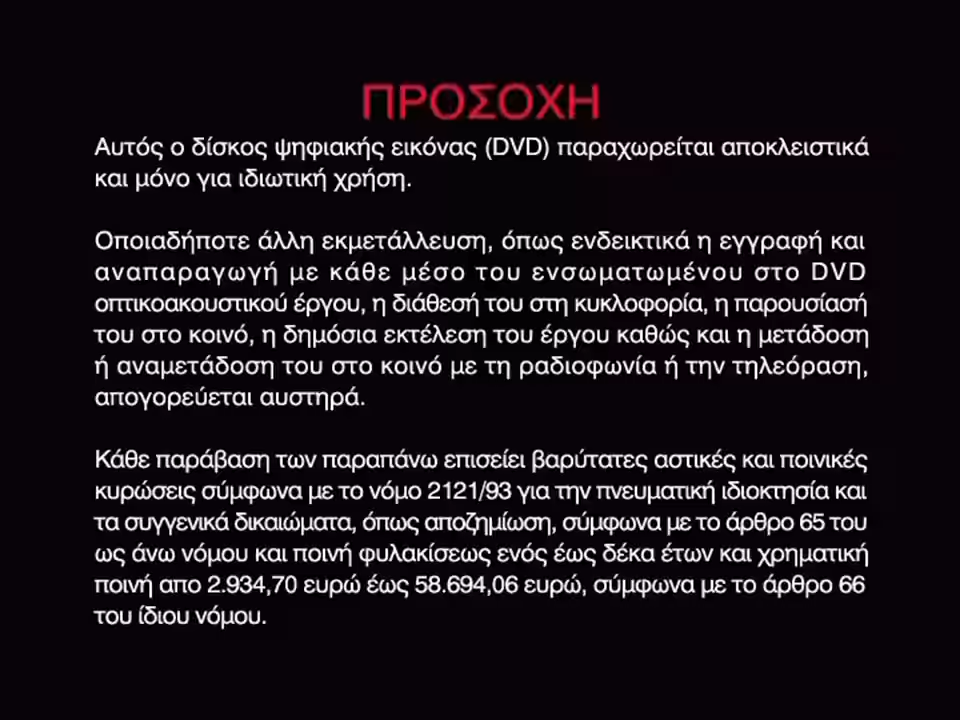 ΠΡΟΣΟΧΗ
Αυτός ο δίσκος ψηφιακής εικόνας (DVD) παραχωρείται αποκλειστικά
και μόνο για ιδιωτική χρήση.
Οποιαδήποτε άλλη εκμετάλλευση, όπως ενδεικτικά η εγγραφή και
αναπαραγωγή με κάθε μέσο του ενσωματωμένου στο DVD
οπτικοακουστικού έργου, η διάθεσή του στη κυκλοφορία, η παρουσίασή
του στο κοινό, η δημόσια εκτέλεση του έργου καθώς και η μετάδοση
ή αναμετάδοση του στο κοινό με τη ραδιοφωνία ή την τηλεόραση,
απογορεύεται αυστηρά.
Κάθε παράβαση των παραπάνω επισείει βαρύτατες αστικές και ποινικές
κυρώσεις σύμφωνα με το νόμο 2121/93 για την πνευματική ιδιοκτησία και
τα συγγενικά δικαιώματα, όπως αποζημίωση, σύμφωνα με το άρθρο 65 του
ως άνω νόμου και ποινή φυλακίσεως ενός έως δέκα έτων και χρηματική
ποινή απο 2.934,70 ευρώ έως 58.694,06 ευρώ, σύμφωνα με το άρθρο 66
του ίδιου νόμου.